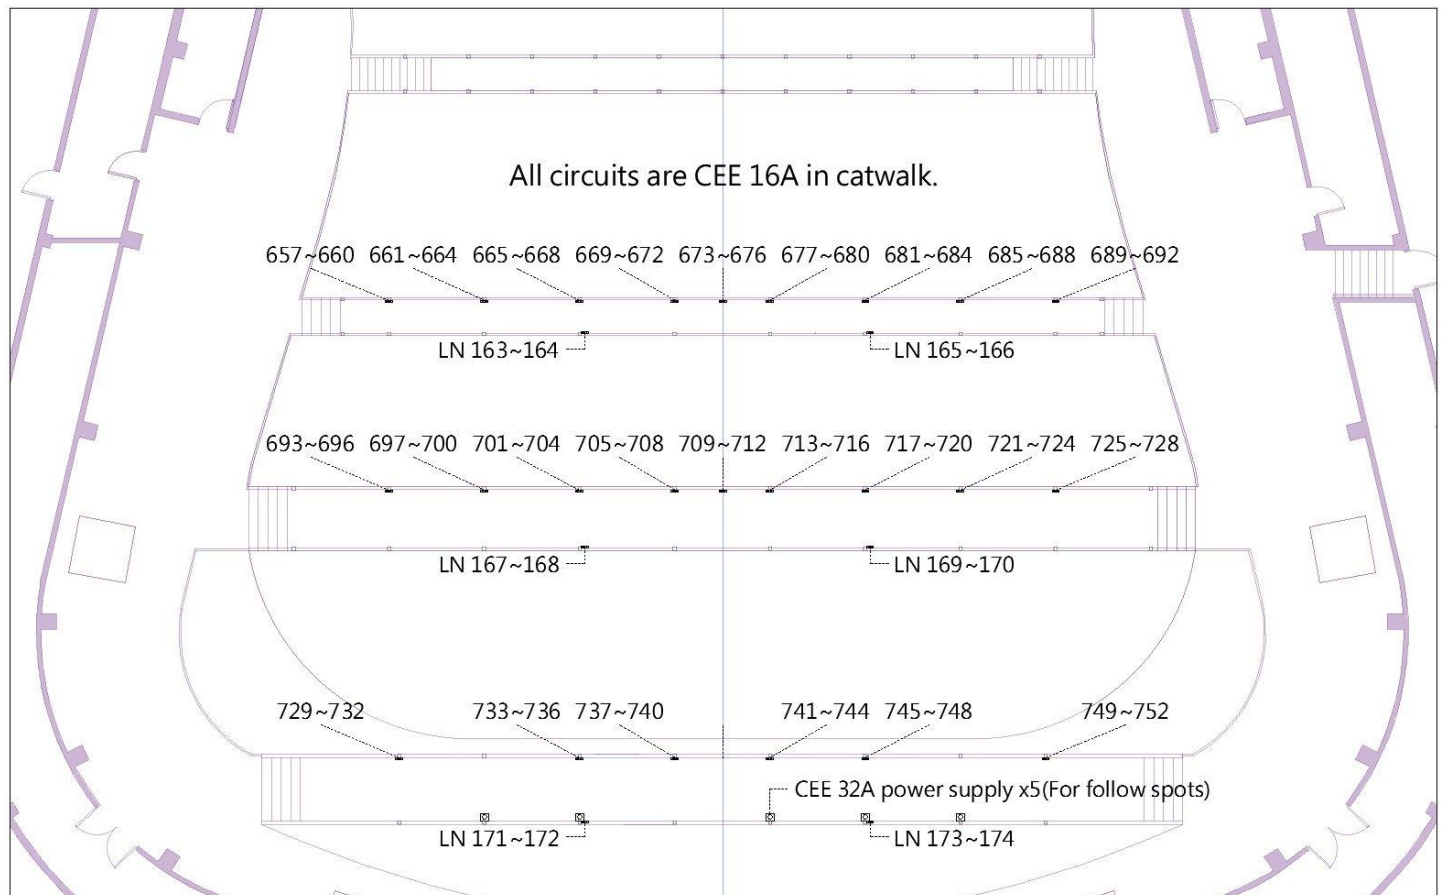 All circuits are CEE 16A in catwalk.
657~660 661~664 665~668 669~672 673~676 677~680 681~684 685~688 689~692
LN 163~164 LN 165~166
693~696 697~700 701~704 705~708 709~712 713~716 717~720 721~724 725~728
LN 167~168 LN 169~170
729~732 733~736 737~740 741~744 745~748 749~752
CEE 32A power supply x5(For follow spots)
LN 171~172 LN 173~174